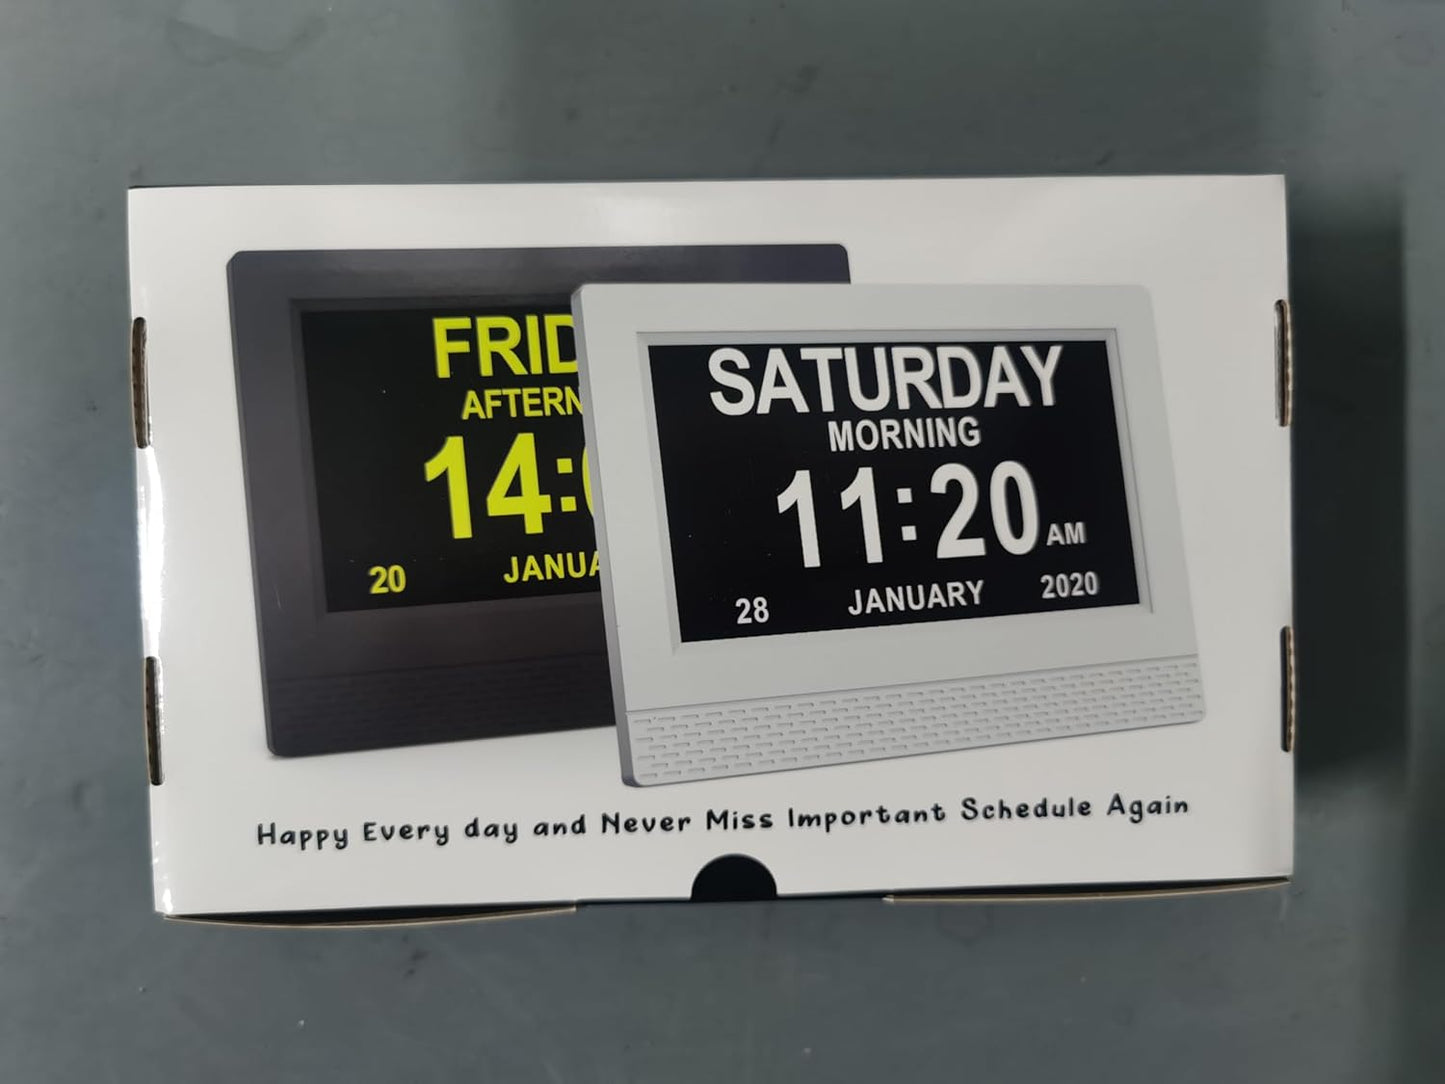 FRID
AFTERN
14:
20
JANUA
SATURDAY
MORNING
11:20 AM
28 JANUARY 2020
Happy Every day and Never Miss Important Schedule Again